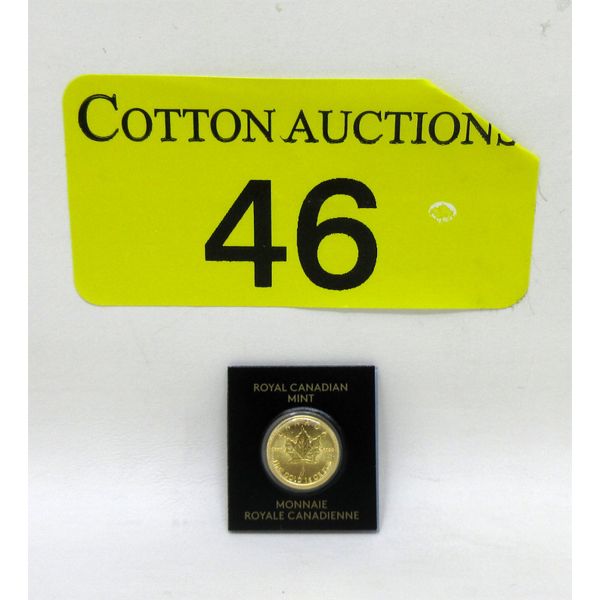 COTTON AUCTIONS
46
ROYAL CANADIAN
MINT
MONNAIE
ROYALE CANADIENNE